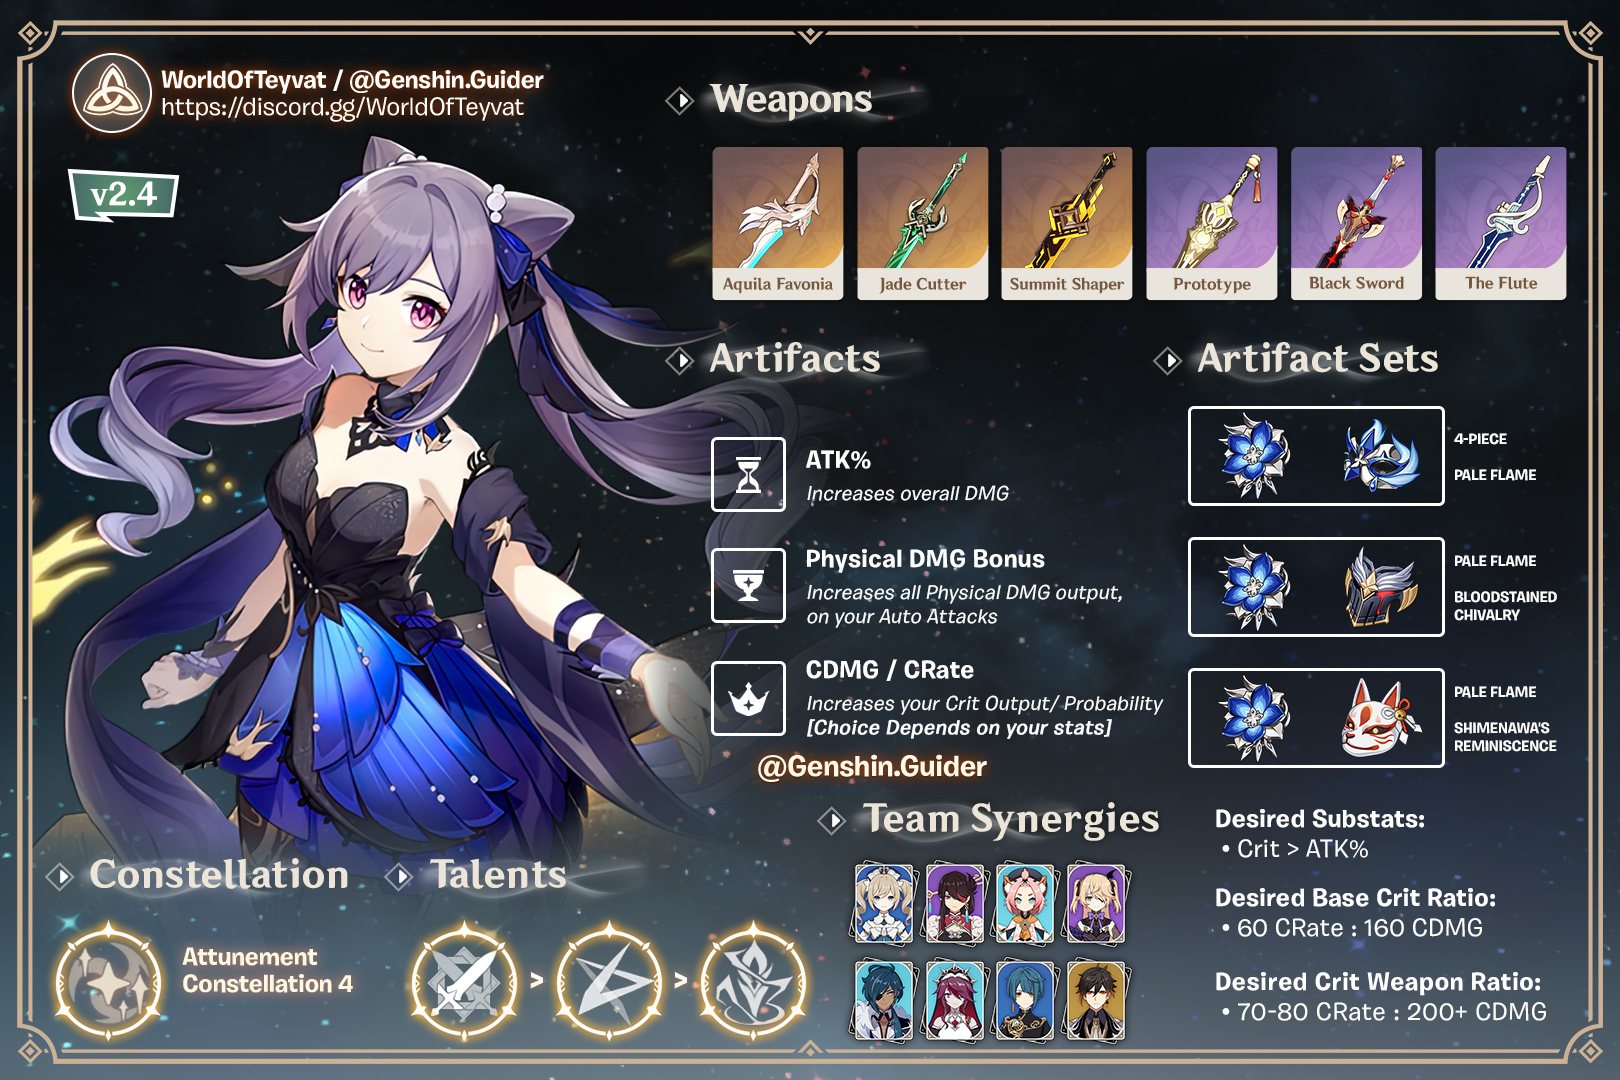 WorldOfTeyvat / @Genshin.Guider
https://discord.gg/WorldOfTeyvat
v2.4
Weapons
Aquila Favonia
Jade Cutter
Summit Shaper
Prototype
Black Sword
The Flute
Artifacts
ATK%
Increases overall DMG
Physical DMG Bonus
Increases all Physical DMG output,
on your Auto Attacks
CDMG / CRate
Increases your Crit Output/ Probability
[Choice Depends on your stats]
@Genshin.Guider
Artifact Sets
4-PIECE
PALE FLAME
PALE FLAME
BLOODSTAINED
CHIVALRY
PALE FLAME
SHIMENAWA'S
REMINISCENCE
Constellation
Attunement
Constellation 4
Talents
>
>
Team Synergies
Desired Substats:
• Crit > ATK%
Desired Base Crit Ratio:
• 60 CRate : 160 CDMG
Desired Crit Weapon Ratio:
• 70-80 CRate : 200+ CDMG